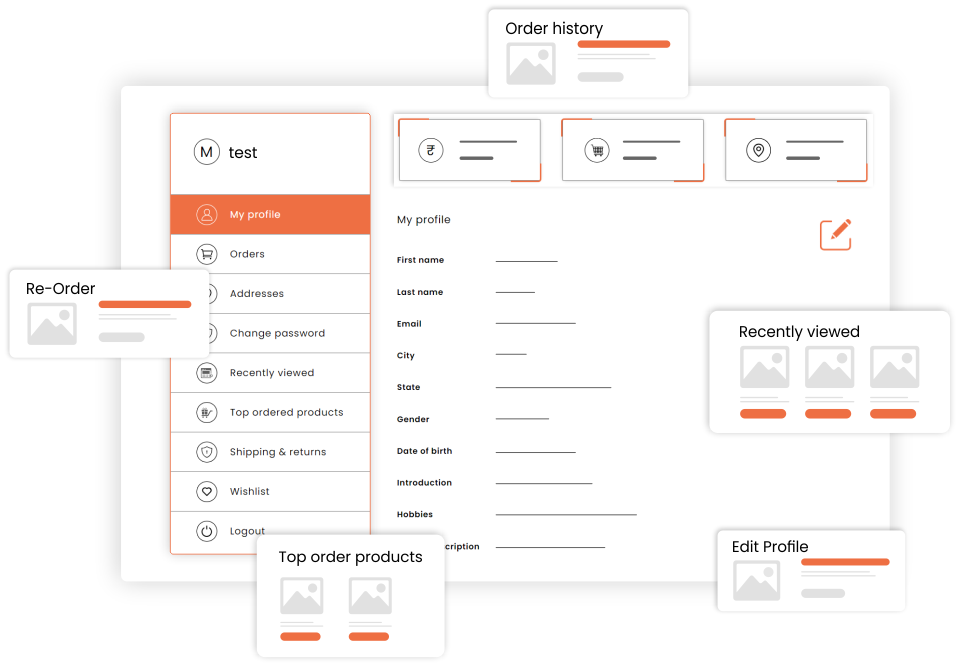 Order history
M test
₹
My profile
Orders
Addresses
Change password
Recently viewed
Top ordered products
Shipping & returns
Wishlist
Logout
My profile
First name
Last name
Email
City
State
Gender
Date of birth
Introduction
Hobbies
Re-Order
Recently viewed
Top order products
Edit Profile